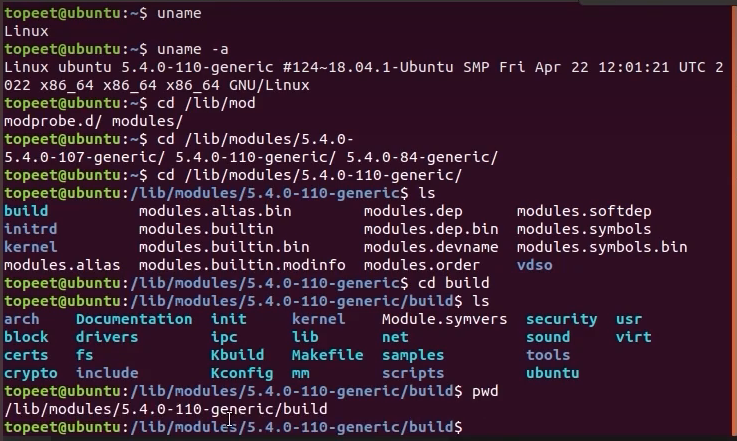 topeet@ubuntu:~$ uname
Linux
topeet@ubuntu:~$ uname -a
Linux ubuntu 5.4.0-110-generic #124~18.04.1-Ubuntu SMP Fri Apr 22 12:01:21 UTC 2
022 x86_64 x86_64 x86_64 GNU/Linux
topeet@ubuntu:~$ cd /lib/mod
modprobe.d/ modules/
topeet@ubuntu:~$ cd /lib/modules/5.4.0-
5.4.0-107-generic/ 5.4.0-110-generic/ 5.4.0-84-generic/
topeet@ubuntu:~$ cd /lib/modules/5.4.0-110-generic/
topeet@ubuntu:/lib/modules/5.4.0-110-generic$ ls
build modules.alias.bin modules.dep modules.softdep
initrd modules.builtin modules.dep.bin modules.symbols
kernel modules.builtin.bin modules.devname modules.symbols.bin
modules.alias modules.builtin.modinfo modules.order vdso
topeet@ubuntu:/lib/modules/5.4.0-110-generic$ cd build
topeet@ubuntu:/lib/modules/5.4.0-110-generic/build$ ls
arch Documentation init kernel Module.symvers security usr
block drivers ipc lib net sound virt
certs fs Kbuild Makefile samples tools
crypto include Kconfig mm scripts ubuntu
topeet@ubuntu:/lib/modules/5.4.0-110-generic/build$ pwd
/lib/modules/5.4.0-110-generic/build
topeet@ubuntu:/lib/modules/5.4.0-110-generic/build$